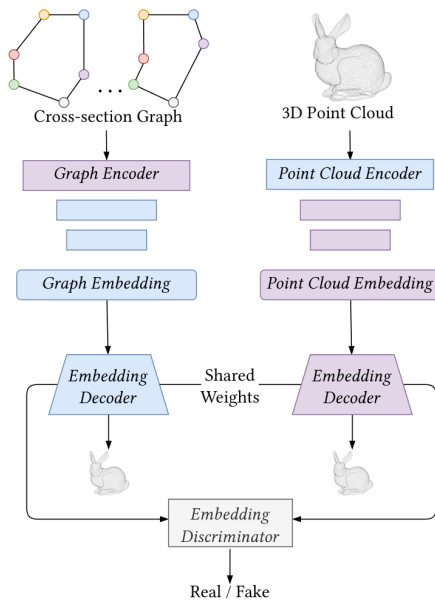 Cross-section Graph
3D Point Cloud
Graph Encoder
Point Cloud Encoder
Graph Embedding
Point Cloud Embedding
Embedding
Decoder
Shared
Weights
Embedding
Decoder
Embedding
Discriminator
Real / Fake